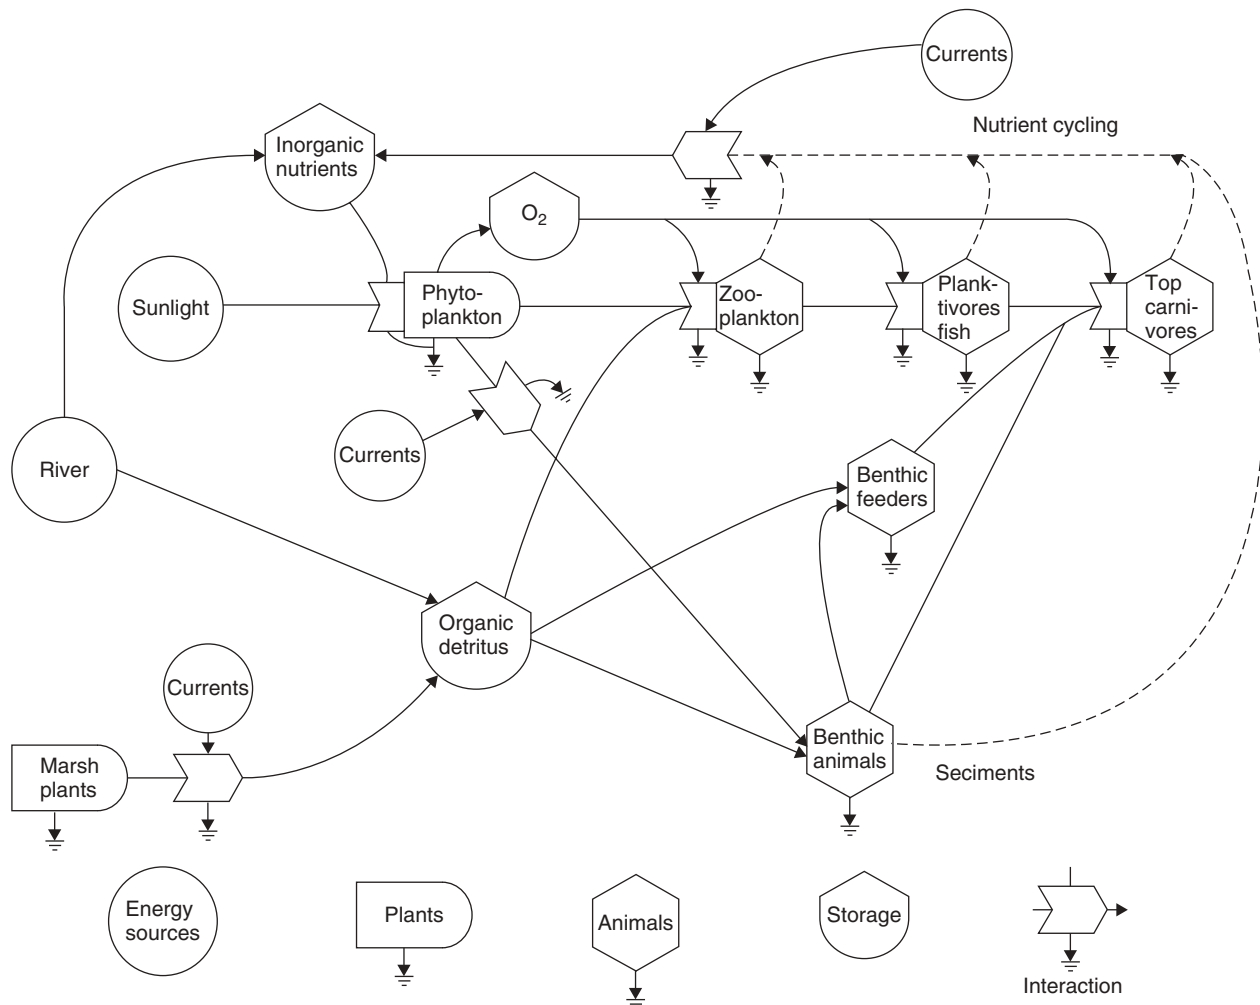 Currents
Nutrient cycling
Inorganic
nutrients
O₂
Sunlight
Phyto-
plankton
Zoo-
plankton
Plank-
tivores
fish
Top
carni-
vores
Currents
River
Benthic
feeders
Organic
detritus
Currents
Marsh
plants
Benthic
animals
Seciments
Energy
sources
Plants
Animals
Storage
Interaction